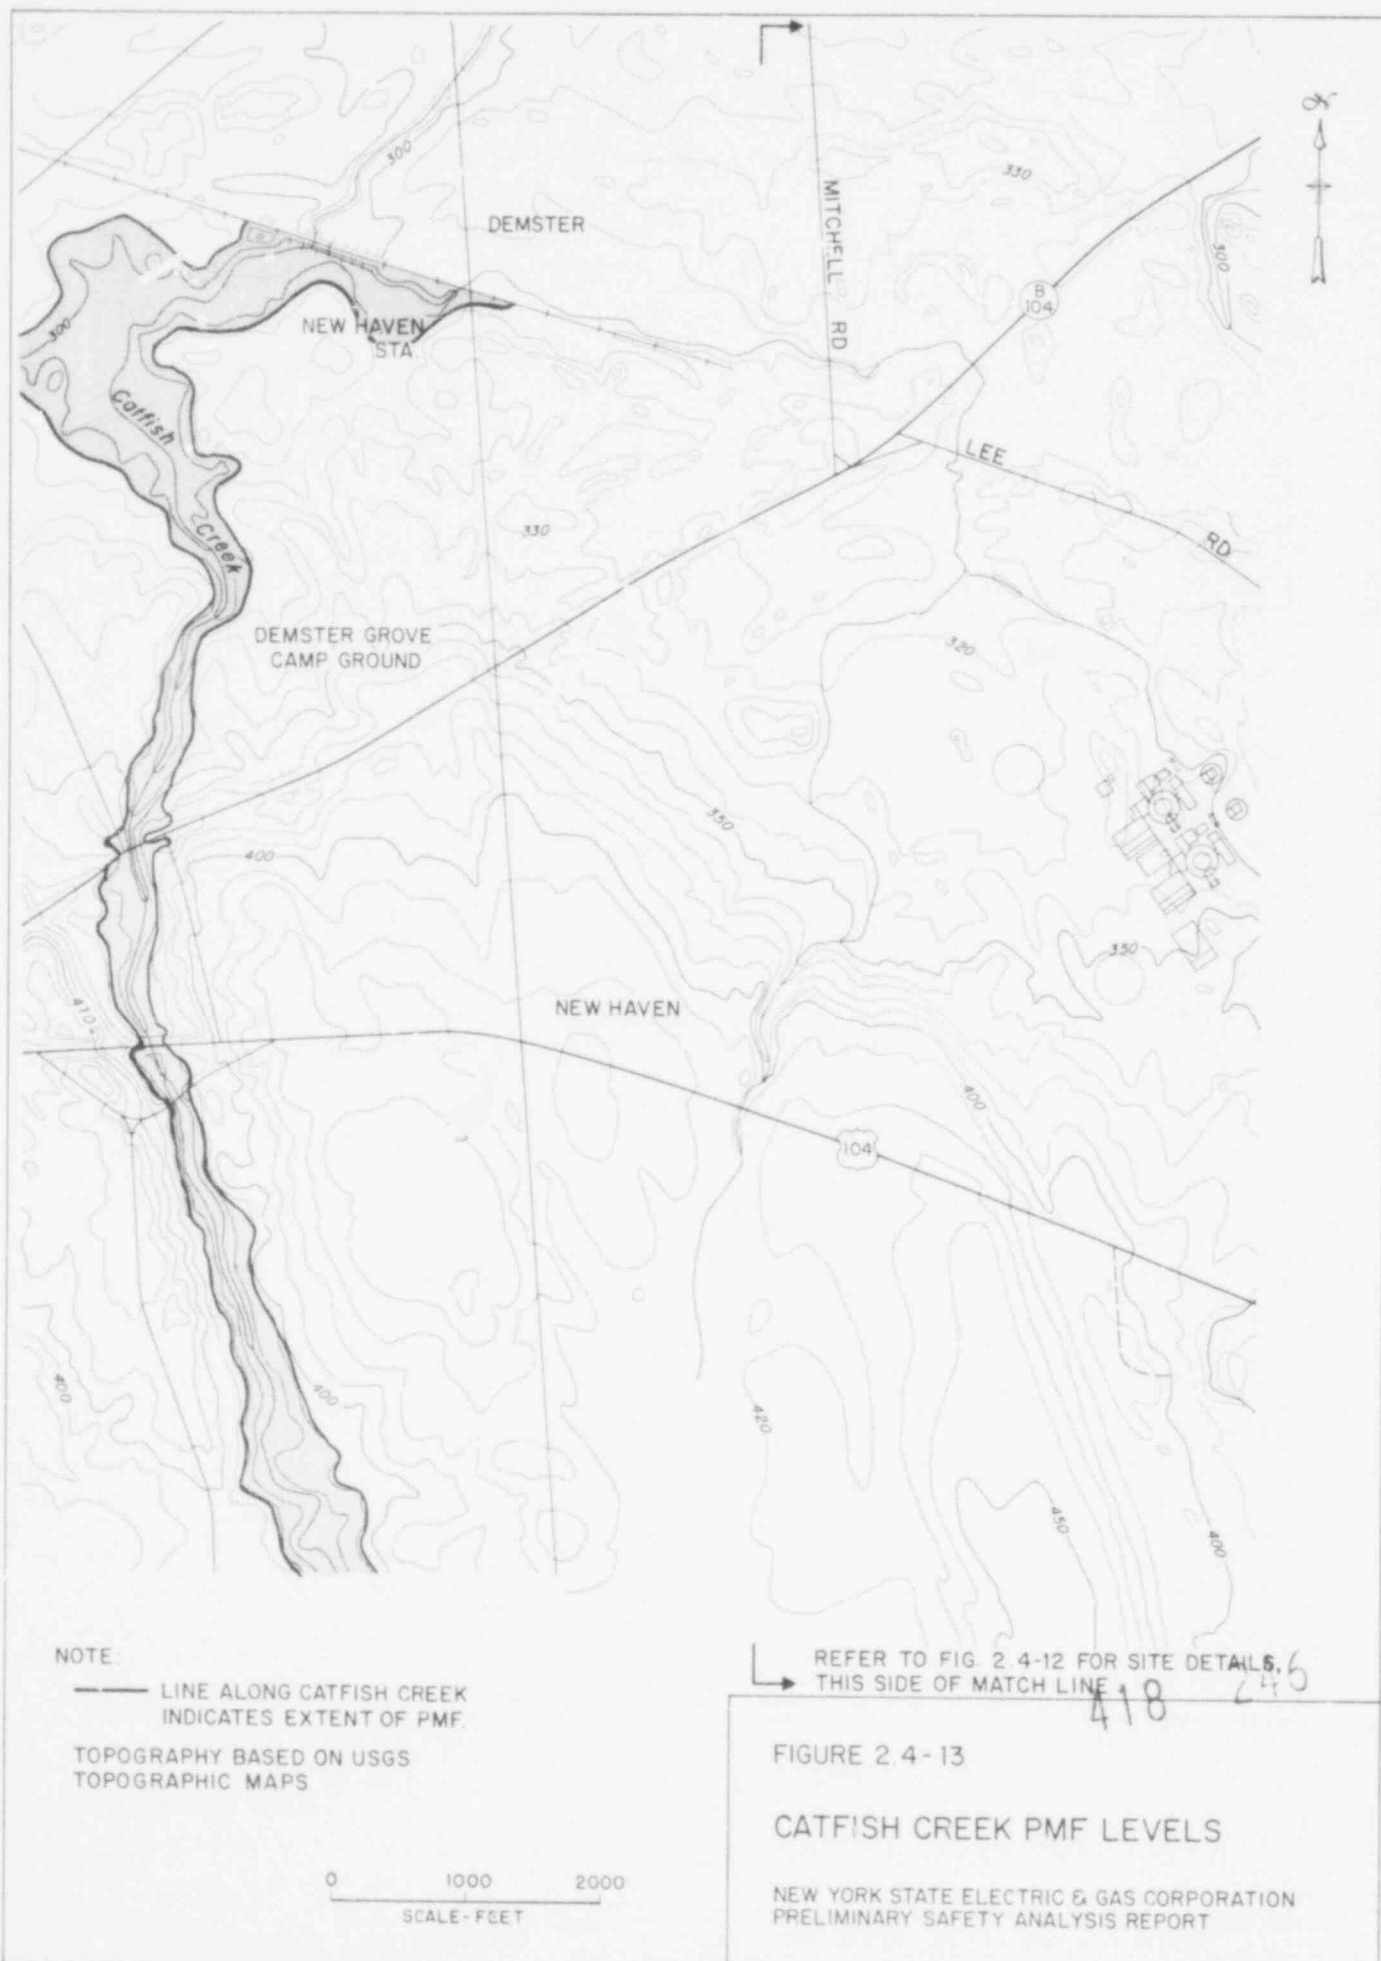 300
330
DEMSTER
MITCHELL RD
300
B
104
NEW HAVEN
STA.
300
Catfish
Creek
LEE
RD
330
DEMSTER GROVE
CAMP GROUND
320
350
400
350
410
NEW HAVEN
400
104
400
400
420
450
400
NOTE:
LINE ALONG CATFISH CREEK
INDICATES EXTENT OF PMF.
TOPOGRAPHY BASED ON USGS
TOPOGRAPHIC MAPS
0 1000 2000
SCALE-FEET
REFER TO FIG. 2.4-12 FOR SITE DETAILS,
THIS SIDE OF MATCH LINE
418 246
FIGURE 2.4-13
CATFISH CREEK PMF LEVELS
NEW YORK STATE ELECTRIC & GAS CORPORATION
PRELIMINARY SAFETY ANALYSIS REPORT